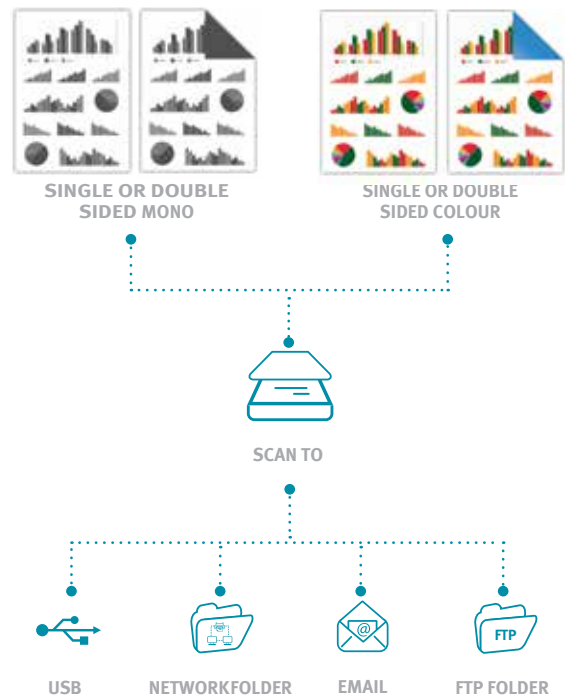 SINGLE OR DOUBLE
SIDED MONO
SINGLE OR DOUBLE
SIDED COLOUR
SCAN TO
@
FTP
USB
NETWORKFOLDER
EMAIL
FTP FOLDER